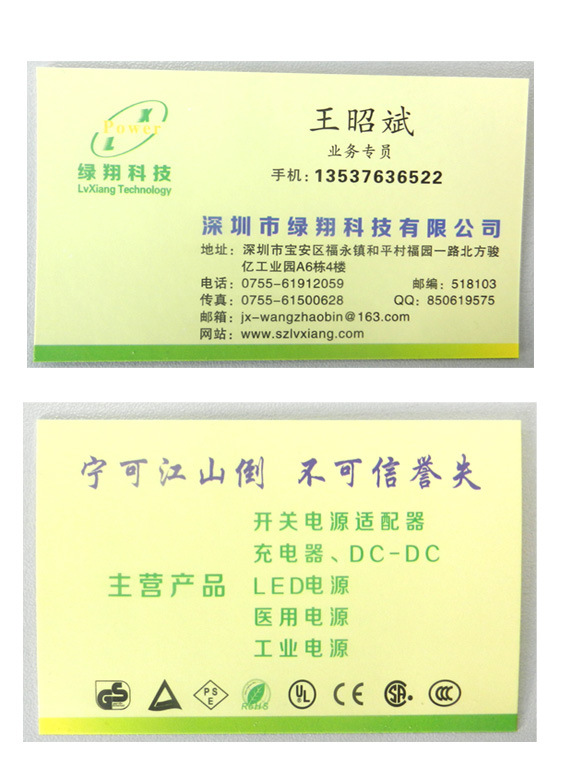 X
Power
L
绿翔科技
LvXiang Technology
王昭斌
业务专员
手机：13537636522
深圳市绿翔科技有限公司
地址：深圳市宝安区福永镇和平村福园一路北方骏
亿工业园A6栋4楼
电话：0755-61912059 邮编：518103
传真：0755-61500628 QQ：850619575
邮箱：jx-wangzhaobin@163.com
网站：www.szlvxiang.com
宁可江山倒 不可信誉失
主营产品
开关电源适配器
充电器、DC-DC
LED电源
医用电源
工业电源
GS PS E RoHS UL CE SA CCC